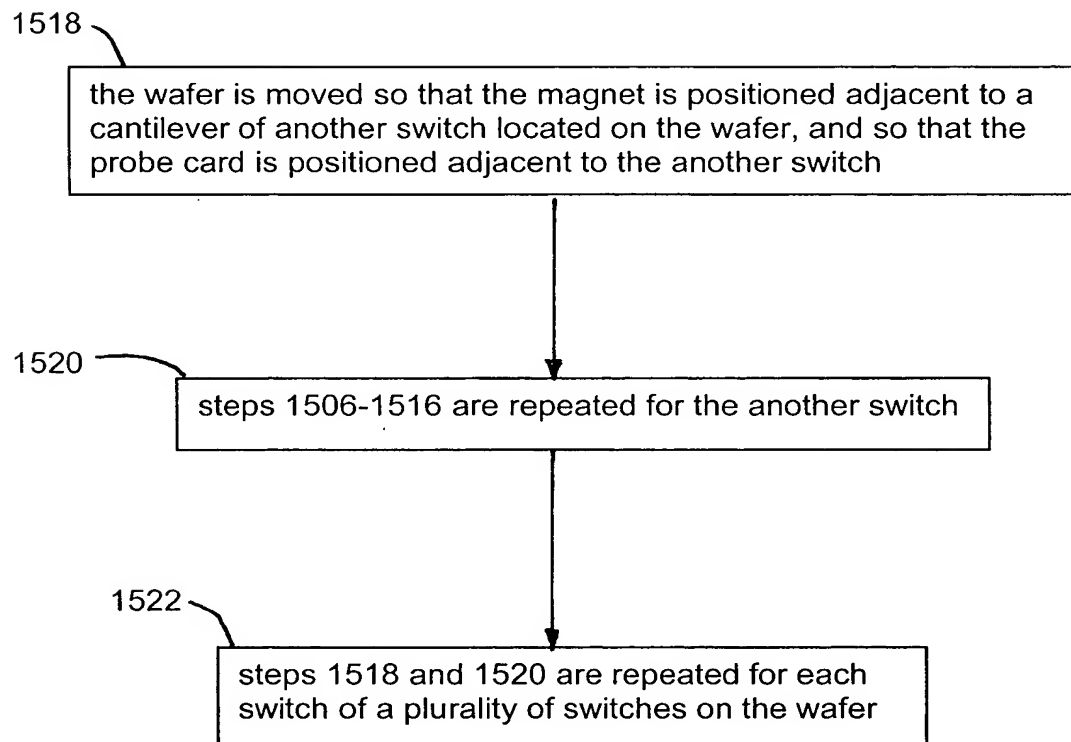 1518
the wafer is moved so that the magnet is positioned adjacent to a
cantilever of another switch located on the wafer, and so that the
probe card is positioned adjacent to the another switch
1520
steps 1506-1516 are repeated for the another switch
1522
steps 1518 and 1520 are repeated for each
switch of a plurality of switches on the wafer